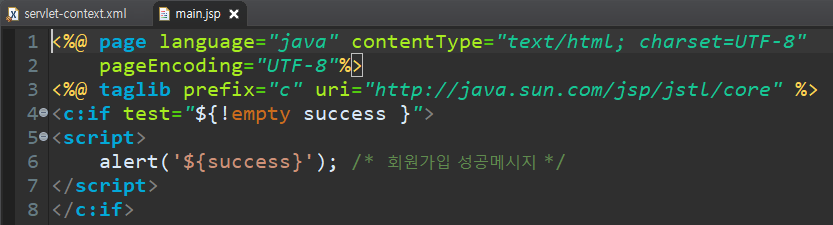 servlet-context.xml main.jsp
1 <%@ page language="java" contentType="text/html; charset=UTF-8"
2 pageEncoding="UTF-8"%>
3 <%@ taglib prefix="c" uri="http://java.sun.com/jsp/jstl/core" %>
4 <c:if test="${!empty success }">
5 <script>
6 alert('${success}'); /* 회원가입 성공메시지 */
7 </script>
8 </c:if>